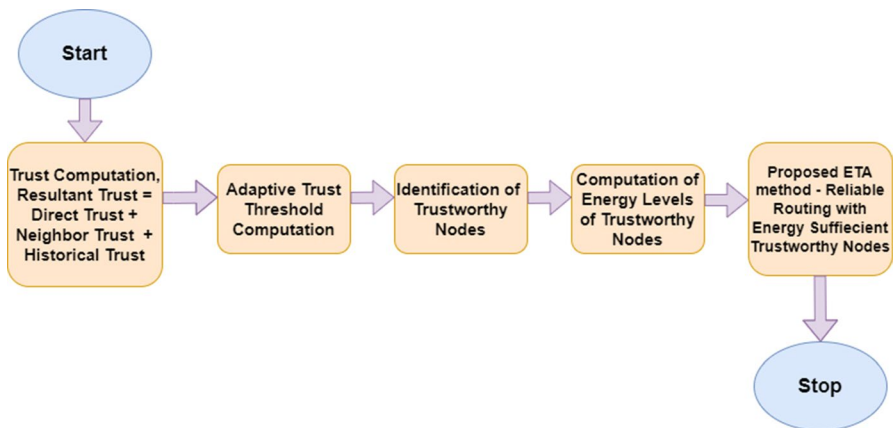 Start
Trust Computation,
Resultant Trust =
Direct Trust +
Neighbor Trust +
Historical Trust
Adaptive Trust
Threshold
Computation
Identification of
Trustworthy
Nodes
Computation of
Energy Levels
of Trustworthy
Nodes
Proposed ETA
method - Reliable
Routing with
Energy Suffiecient
Trustworthy Nodes
Stop